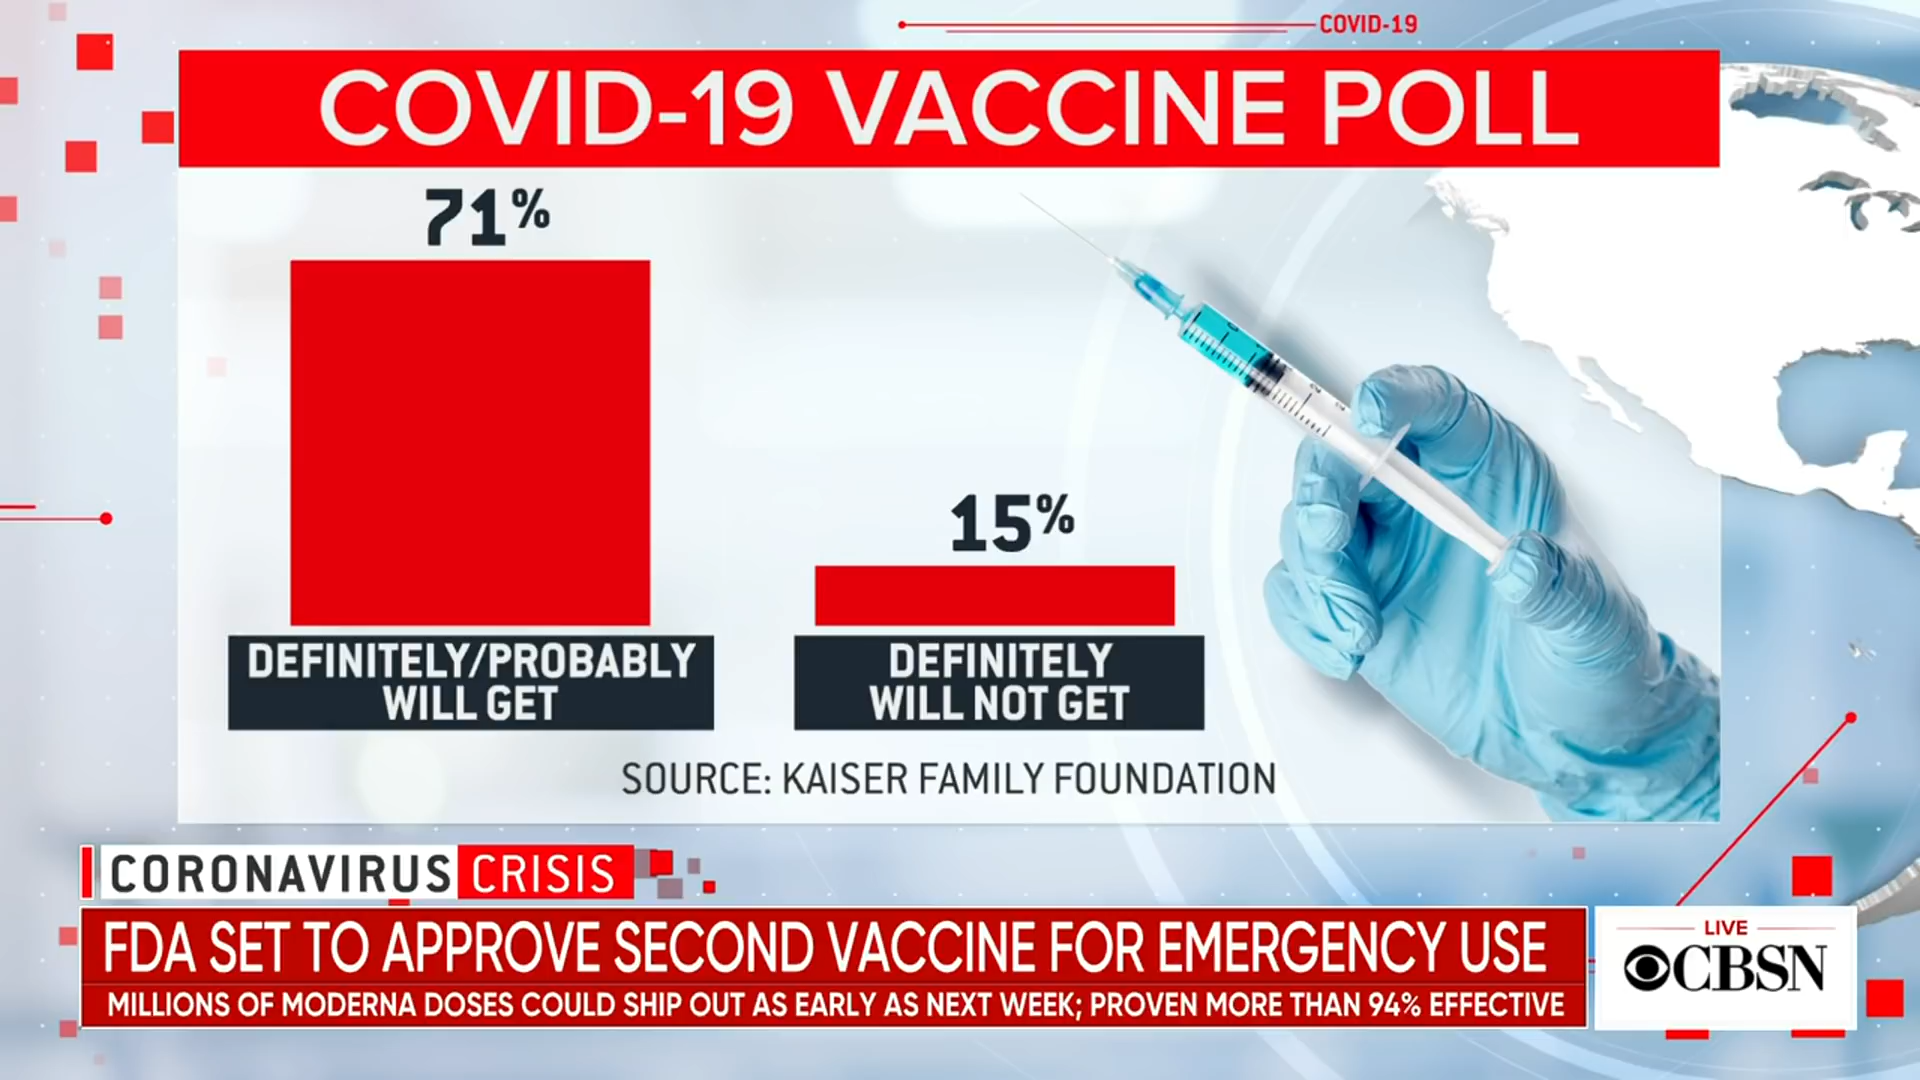 COVID-19
COVID-19 VACCINE POLL
71%
15%
DEFINITELY/PROBABLY
WILL GET
DEFINITELY
WILL NOT GET
SOURCE: KAISER FAMILY FOUNDATION
CORONAVIRUS CRISIS
FDA SET TO APPROVE SECOND VACCINE FOR EMERGENCY USE
MILLIONS OF MODERNA DOSES COULD SHIP OUT AS EARLY AS NEXT WEEK; PROVEN MORE THAN 94% EFFECTIVE
LIVE
CBSN